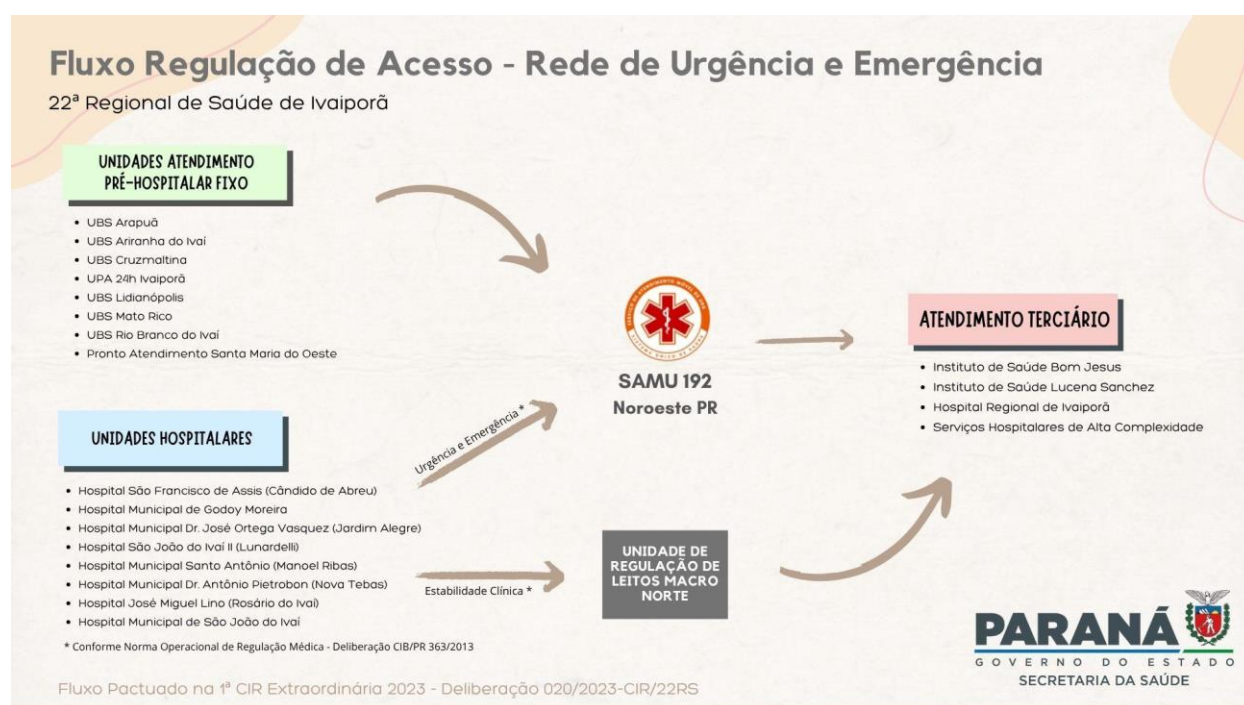 Fluxo Regulação de Acesso - Rede de Urgência e Emergência
22ª Regional de Saúde de Ivaiporã
UNIDADES ATENDIMENTO
PRÉ-HOSPITALAR FIXO
• UBS Arapuã
• UBS Ariranha do Ivaí
• UBS Cruzmaltina
• UPA 24h Ivaiporã
• UBS Lidianópolis
• UBS Mato Rico
• UBS Rio Branco do Ivaí
• Pronto Atendimento Santa Maria do Oeste
UNIDADES HOSPITALARES
• Hospital São Francisco de Assis (Cândido de Abreu)
• Hospital Municipal de Godoy Moreira
• Hospital Municipal Dr. José Ortega Vasquez (Jardim Alegre)
• Hospital São João do Ivaí II (Lunardelli)
• Hospital Municipal Santo Antônio (Manoel Ribas)
• Hospital Municipal Dr. Antônio Pietrobon (Nova Tebas)
• Hospital José Miguel Lino (Rosário do Ivaí)
• Hospital Municipal de São João do Ivaí
* Conforme Norma Operacional de Regulação Médica - Deliberação CIB/PR 363/2013
Urgência e Emergência *
Estabilidade Clínica *
SAMU 192
Noroeste PR
UNIDADE DE
REGULAÇÃO DE
LEITOS MACRO
NORTE
ATENDIMENTO TERCIÁRIO
• Instituto de Saúde Bom Jesus
• Instituto de Saúde Lucena Sanchez
• Hospital Regional de Ivaiporã
• Serviços Hospitalares de Alta Complexidade
Fluxo Pactuado na 1ª CIR Extraordinária 2023 - Deliberação 020/2023-CIR/22RS
PARANÁ
GOVERNO DO ESTADO
SECRETARIA DA SAÚDE